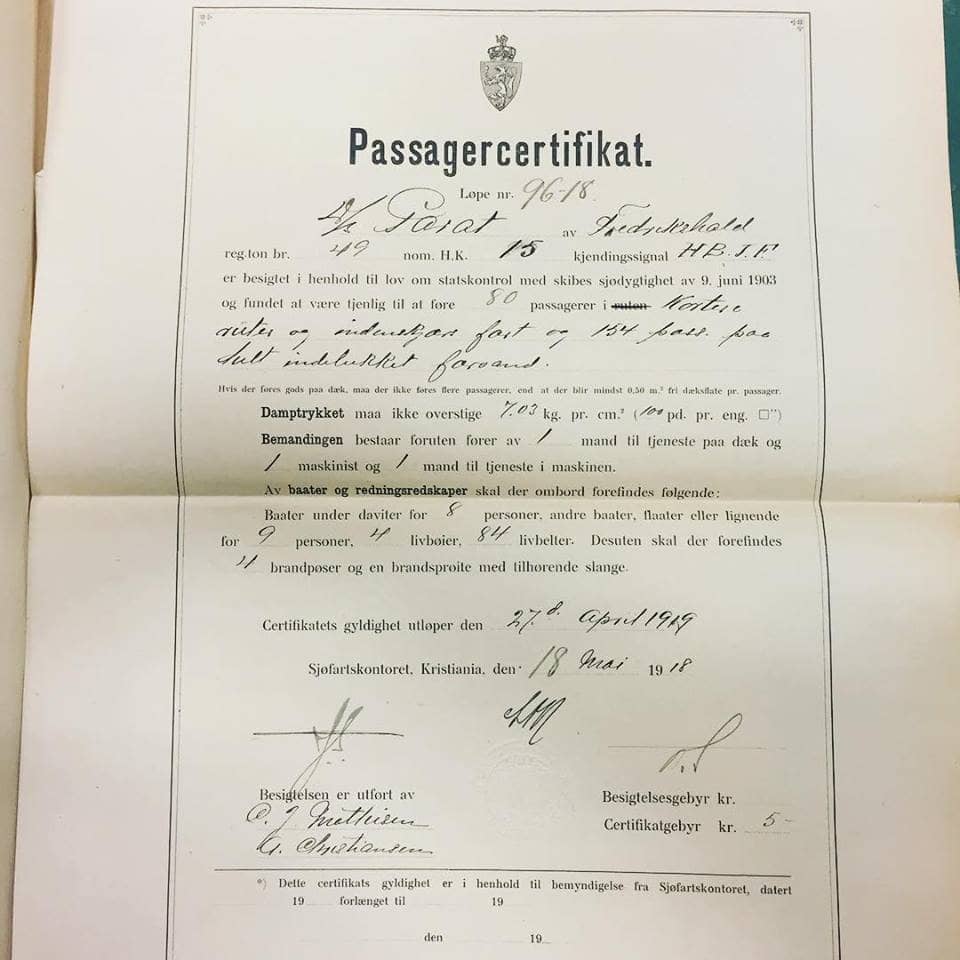 Passagercertifikat.
Løpe nr. 96-18.
D/S Parat av Fredrikshald
reg.ton br. 49 nom. H.K. 15 kjendingssignal H B. J. F.
er besigtet i henhold til lov om statskontrol med skibes sjødygtighet av 9. juni 1903
og fundet at være tjenlig til at føre 80 passagerer i ruten Kortere
ruter og indenskjærs fart og 154 pass. paa
helt indelukket farvand.
Hvis der føres gods paa dæk, maa der ikke føres flere passagerer, end at der blir mindst 0,50 m.² fri dæksflate pr. passager.
Damptrykket maa ikke overstige 7.03 kg. pr. cm.² (100 pd. pr. eng. □")
Bemandingen bestaar foruten fører av 1 mand til tjeneste paa dæk og
1 maskinist og 1 mand til tjeneste i maskinen.
Av baater og redningsredskaper skal der ombord forefindes følgende:
Baater under daviter for 8 personer, andre baater, flaater eller lignende
for 9 personer, 4 livbøier, 84 livbelter. Desuten skal der forefindes
4 brandpøser og en brandsprøite med tilhørende slange.
Certifikatets gyldighet utløper den 27.d April 1919
Sjøfartskontoret, Kristiania, den 18 Mai 1918
Besigtelsen er utført av Besigtelsesgebyr kr.
O. J. Mathisen Certifikatgebyr kr. 5-
A. Christiansen
*) Dette certifikats gyldighet er i henhold til bemyndigelse fra Sjøfartskontoret, datert
19 forlænget til 19
den 19